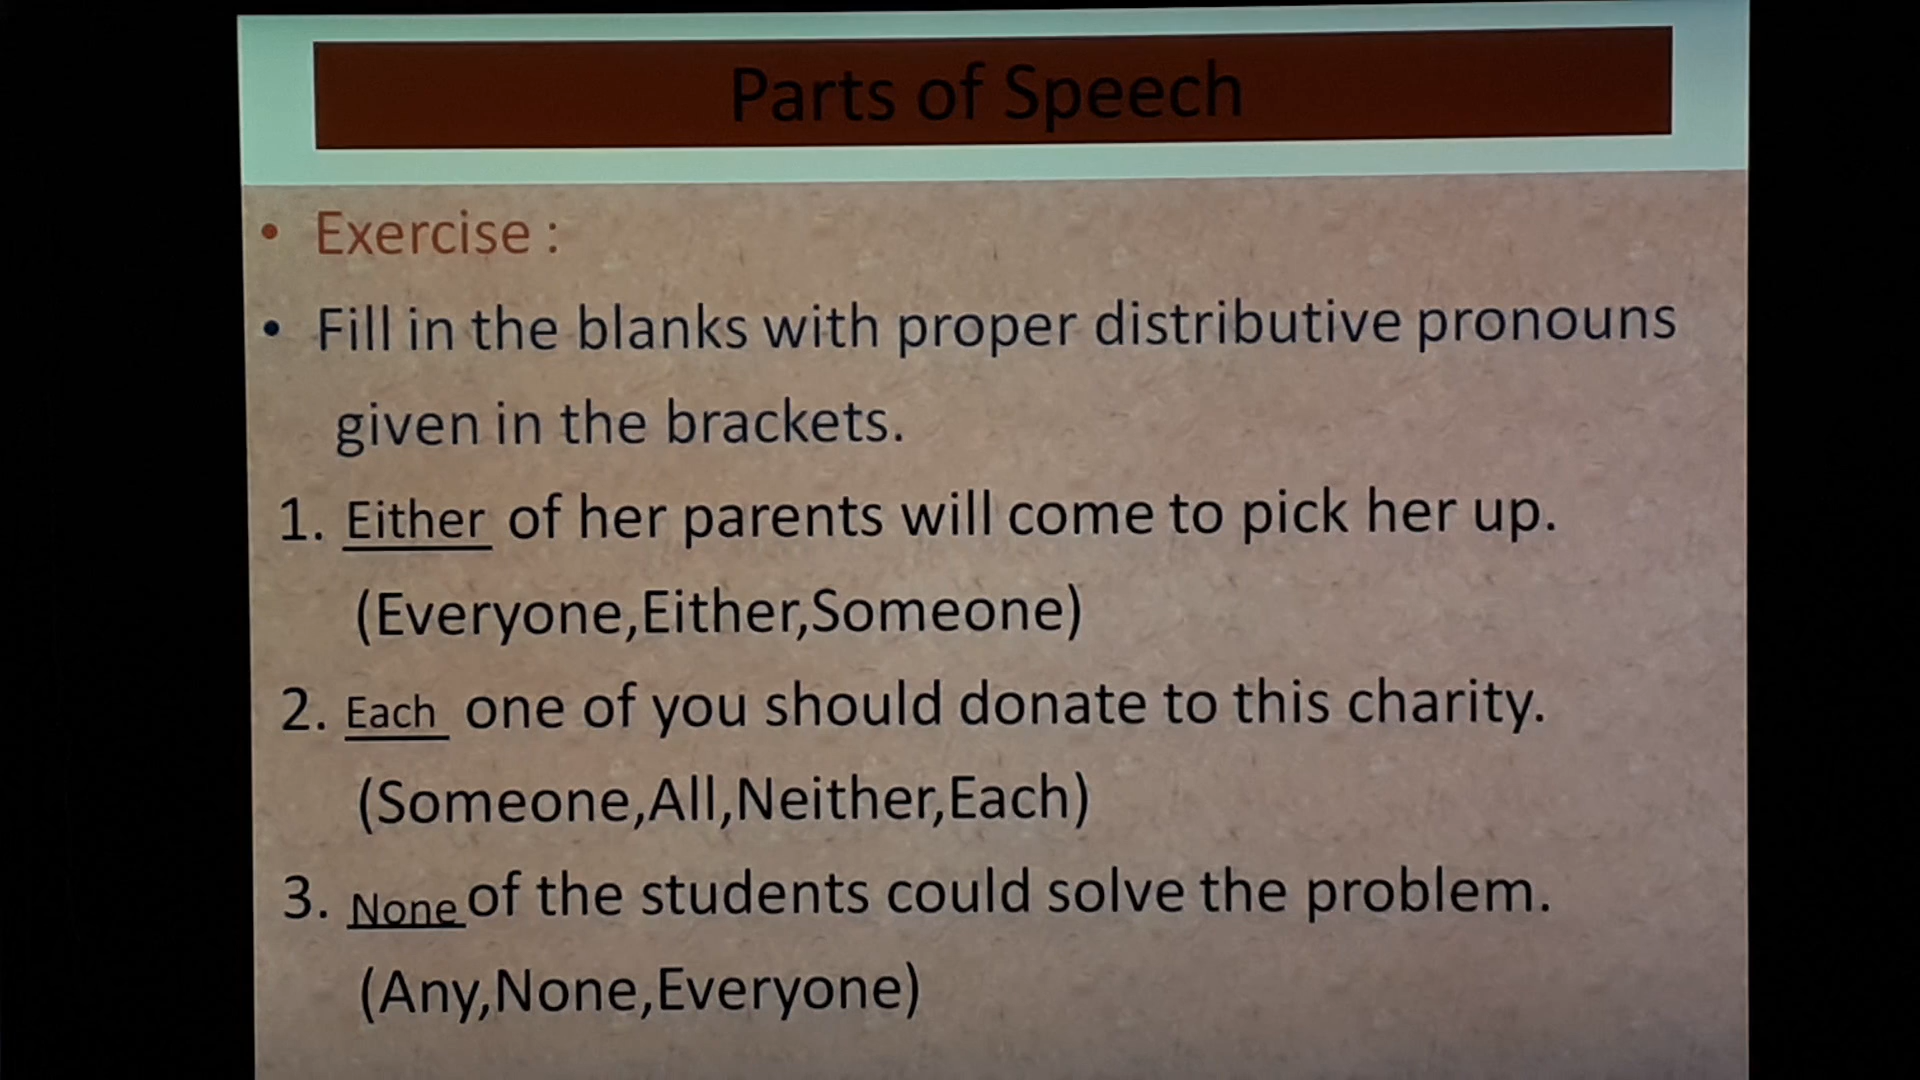 Parts of Speech
• Exercise :
• Fill in the blanks with proper distributive pronouns
given in the brackets.
1. Either of her parents will come to pick her up.
(Everyone,Either,Someone)
2. Each one of you should donate to this charity.
(Someone,All,Neither,Each)
3. None of the students could solve the problem.
(Any,None,Everyone)